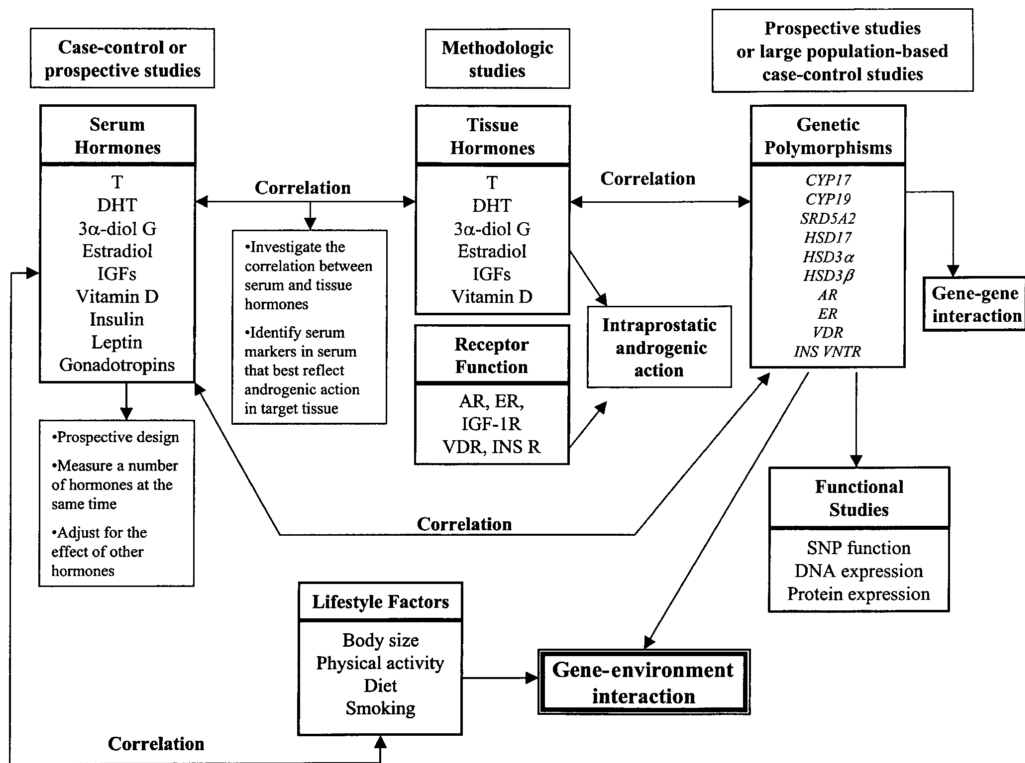 Case-control or
prospective studies
Serum
Hormones
T
DHT
3α-diol G
Estradiol
IGFs
Vitamin D
Insulin
Leptin
Gonadotropins
•Prospective design
•Measure a number
of hormones at the
same time
•Adjust for the
effect of other
hormones
Correlation
•Investigate the
correlation between
serum and tissue
hormones
•Identify serum
markers in serum
that best reflect
androgenic action
in target tissue
Methodologic
studies
Tissue
Hormones
T
DHT
3α-diol G
Estradiol
IGFs
Vitamin D
Receptor
Function
AR, ER,
IGF-1R
VDR, INS R
Correlation
Intraprostatic
androgenic
action
Prospective studies
or large population-based
case-control studies
Genetic
Polymorphisms
CYP17
CYP19
SRD5A2
HSD17
HSD3α
HSD3β
AR
ER
VDR
INS VNTR
Gene-gene
interaction
Functional
Studies
SNP function
DNA expression
Protein expression
Correlation
Lifestyle Factors
Body size
Physical activity
Diet
Smoking
Gene-environment
interaction
Correlation